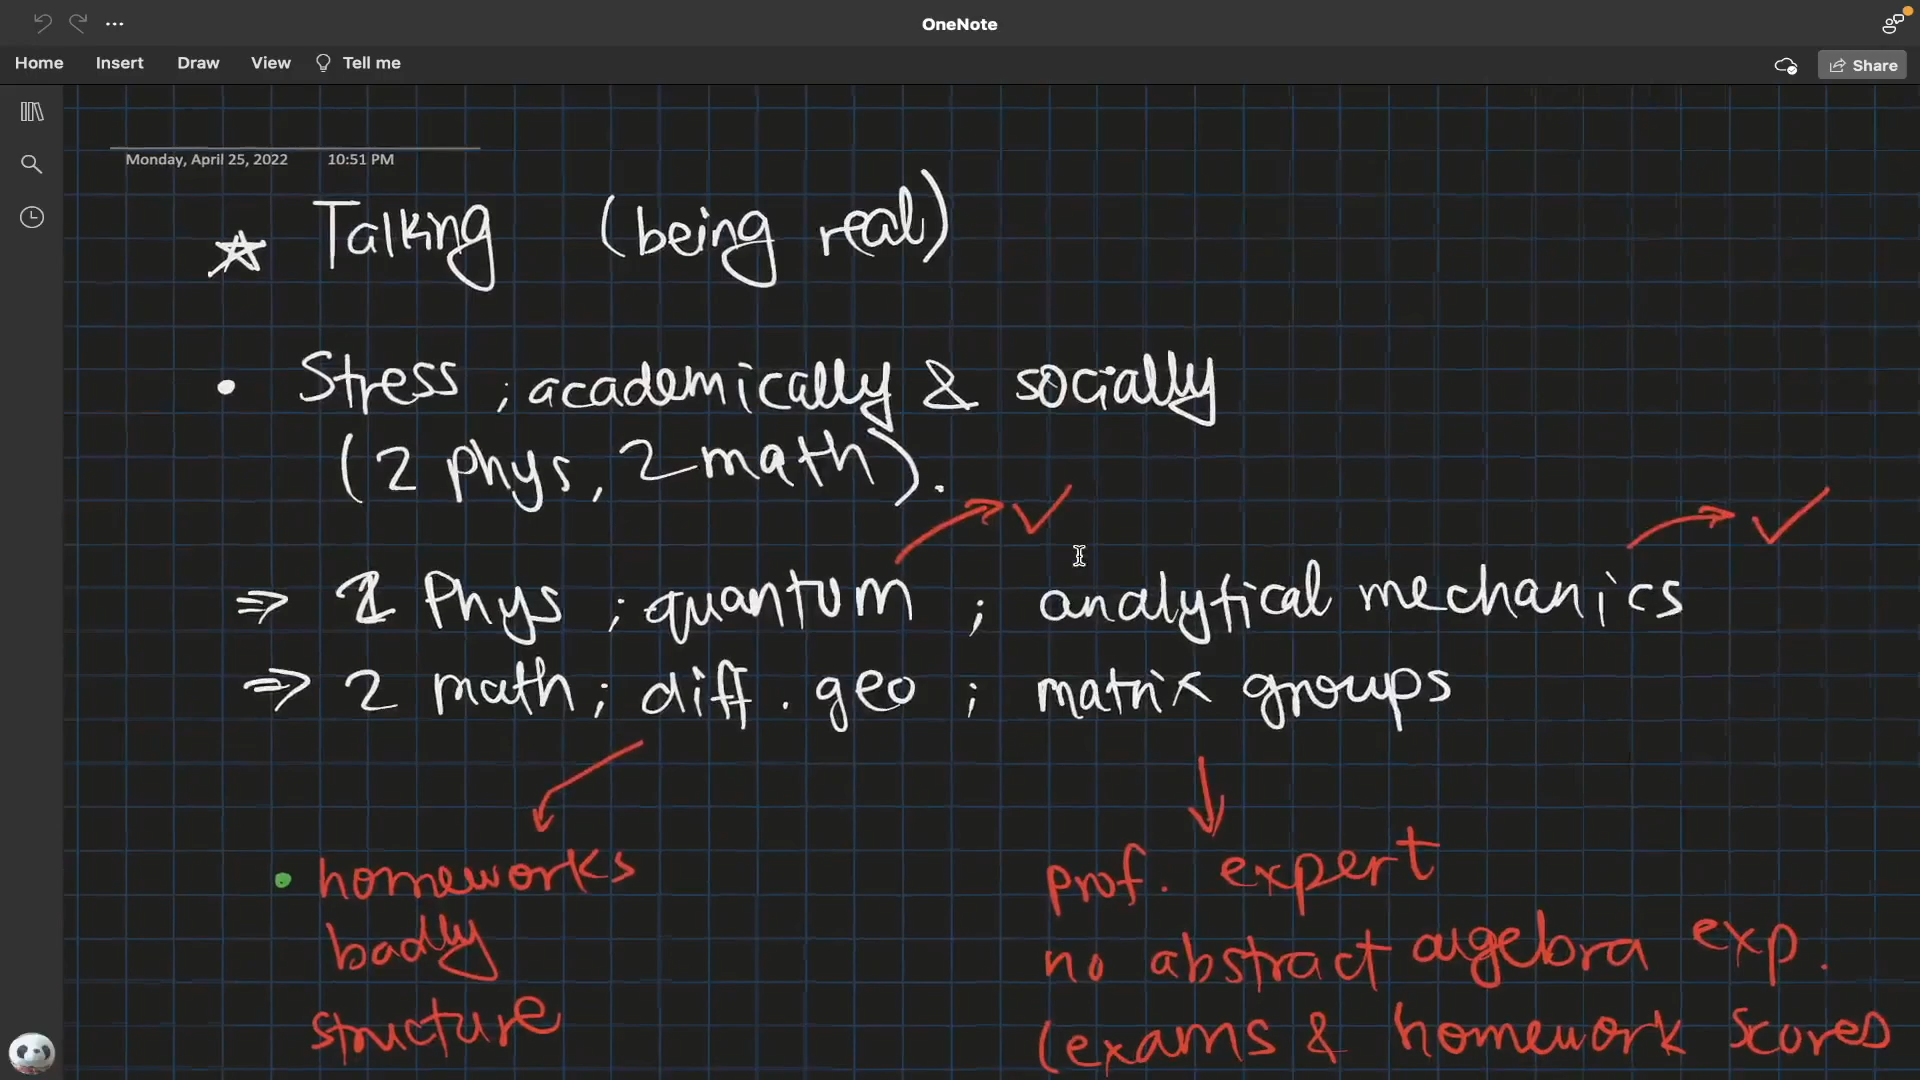 OneNote
Home Insert Draw View Tell me Share
Monday, April 25, 2022 10:51 PM
☆ Talking (being real)
• Stress ; academically & socially
(2 phys, 2 math).
⇒ 2 Phys ; quantum ; analytical mechanics
⇒ 2 math ; diff. geo ; matrix groups
• homeworks
badly
structure
prof. expert
no abstract algebra exp.
(exams & homework scores